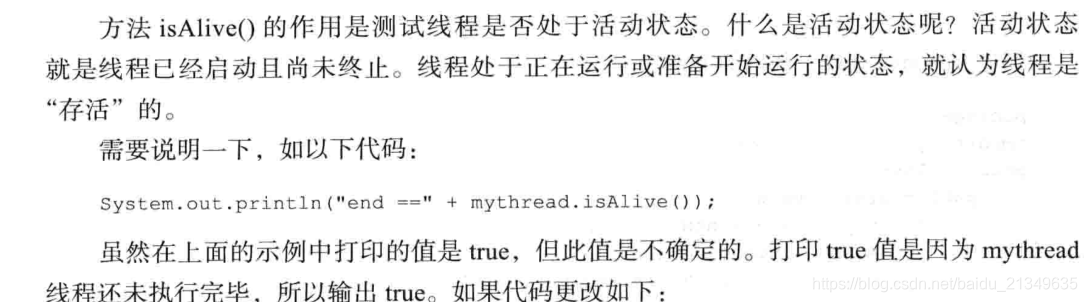 方法 isAlive() 的作用是测试线程是否处于活动状态。什么是活动状态呢？活动状态
就是线程已经启动且尚未终止。线程处于正在运行或准备开始运行的状态，就认为线程是
“存活”的。
需要说明一下，如以下代码：
System.out.println("end ==" + mythread.isAlive());
虽然在上面的示例中打印的值是 true，但此值是不确定的。打印 true 值是因为 mythread
线程还未执行完毕，所以输出 true。如果代码更改如下：
https://blog.csdn.net/baidu_21349635